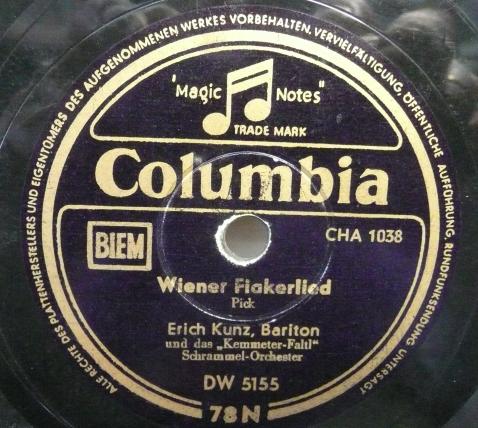 ALLE RECHTE DES PLATTENHERSTELLERS UND EIGENTÜMERS DES AUFGENOMMENEN WERKES VORBEHALTEN. VERVIELFÄLTIGUNG, ÖFFENTLICHE AUFFÜHRUNG, RUNDFUNKSENDUNG UNTERSAGT
"Magic Notes"
TRADE MARK
Columbia
BIEM
CHA 1038
Wiener Fiakerlied
Pick
Erich Kunz, Bariton
und das „Kemmeter-Faltl"
Schrammel-Orchester
DW 5155
78 N